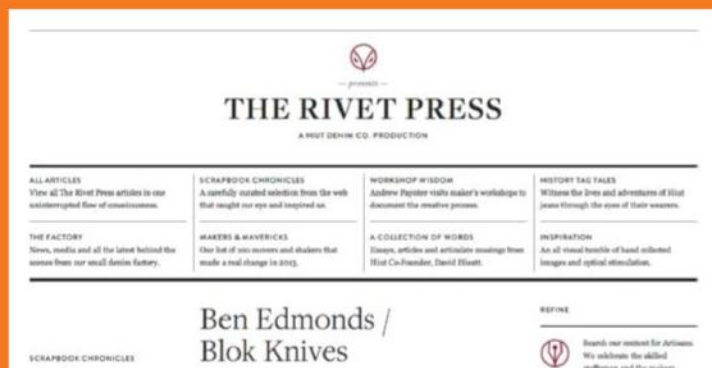 — presents —
THE RIVET PRESS
A HIUT DENIM CO. PRODUCTION
ALL ARTICLES
View all The Rivet Press articles in one
uninterrupted flow of consciousness.
SCRAPBOOK CHRONICLES
A carefully curated selection from the web
that caught our eye and inspired us.
WORKSHOP WISDOM
Andrew Paynter visits maker's workshops to
document the creative process.
HISTORY TAG TALES
Witness the lives and adventures of Hiut
jeans through the eyes of their wearers.
THE FACTORY
News, media and all the latest behind the
scenes from our small denim factory.
MAKERS & MAVERICKS
Our list of 100 movers and shakers that
made a real change in 2013.
A COLLECTION OF WORDS
Essays, articles and articulate musings from
Hiut Co-Founder, David Hieatt.
INSPIRATION
An all visual tumble of hand collected
images and optical stimulation.
SCRAPBOOK CHRONICLES
Ben Edmonds /
Blok Knives
REFINE
Search our content for Artisans.
We celebrate the skilled